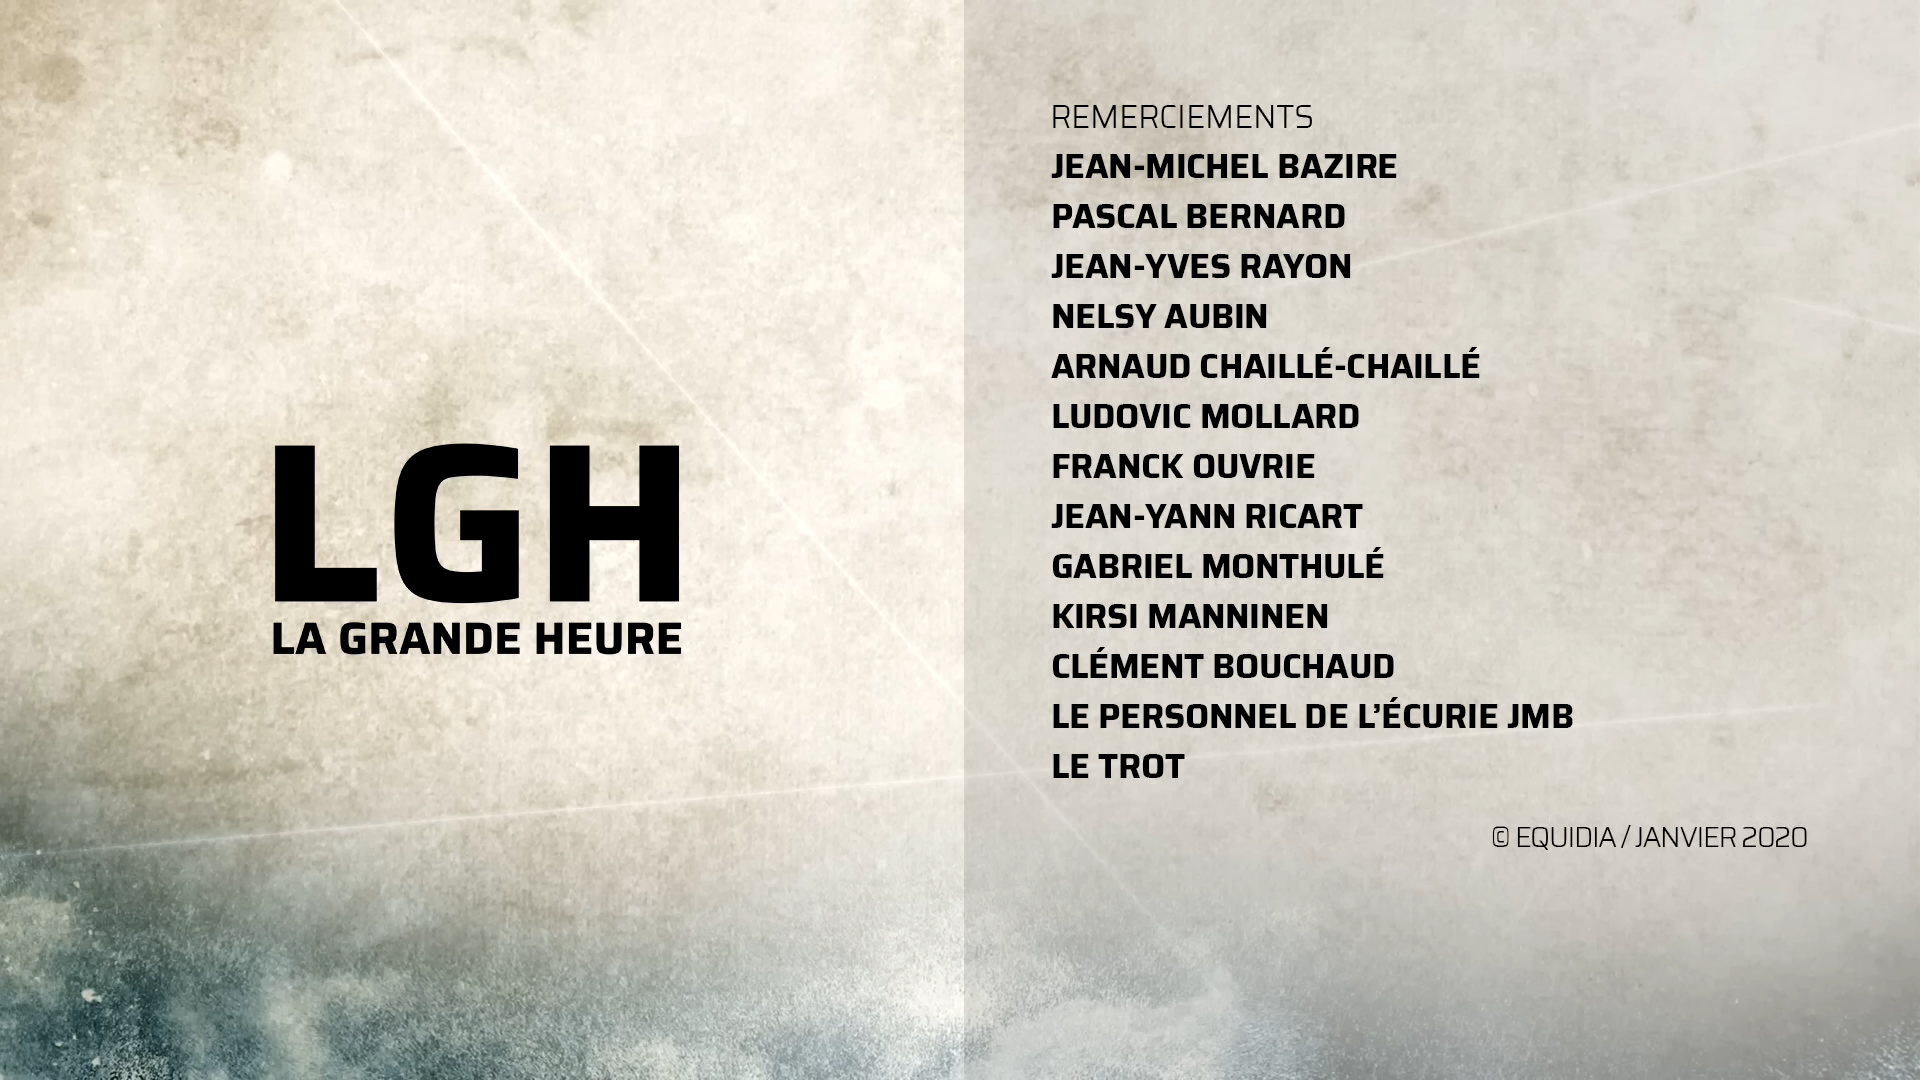 LGH
LA GRANDE HEURE
REMERCIEMENTS
JEAN-MICHEL BAZIRE
PASCAL BERNARD
JEAN-YVES RAYON
NELSY AUBIN
ARNAUD CHAILLÉ-CHAILLÉ
LUDOVIC MOLLARD
FRANCK OUVRIE
JEAN-YANN RICART
GABRIEL MONTHULÉ
KIRSI MANNINEN
CLÉMENT BOUCHAUD
LE PERSONNEL DE L’ÉCURIE JMB
LE TROT
© EQUIDIA / JANVIER 2020